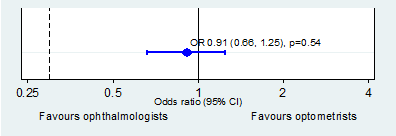 OR 0.91 (0.66, 1.25), p=0.54
0.25 0.5 1 2 4
Odds ratio (95% CI)
Favours ophthalmologists Favours optometrists